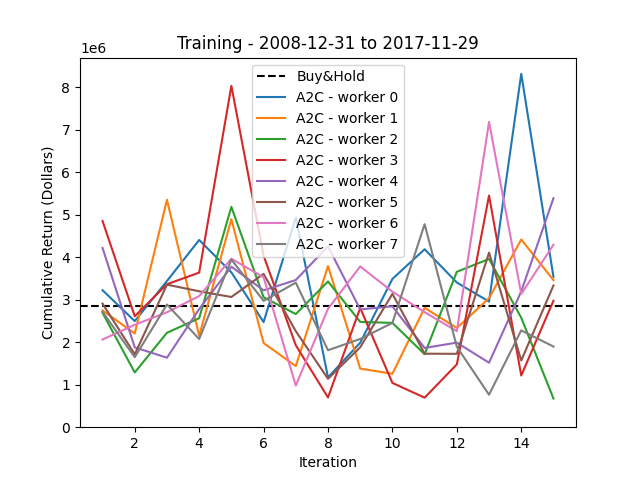 Training - 2008-12-31 to 2017-11-29
1e6
8
7
6
5
4
3
2
1
0
Cumulative Return (Dollars)
Buy&Hold
A2C - worker 0
A2C - worker 1
A2C - worker 2
A2C - worker 3
A2C - worker 4
A2C - worker 5
A2C - worker 6
A2C - worker 7
2 4 6 8 10 12 14
Iteration